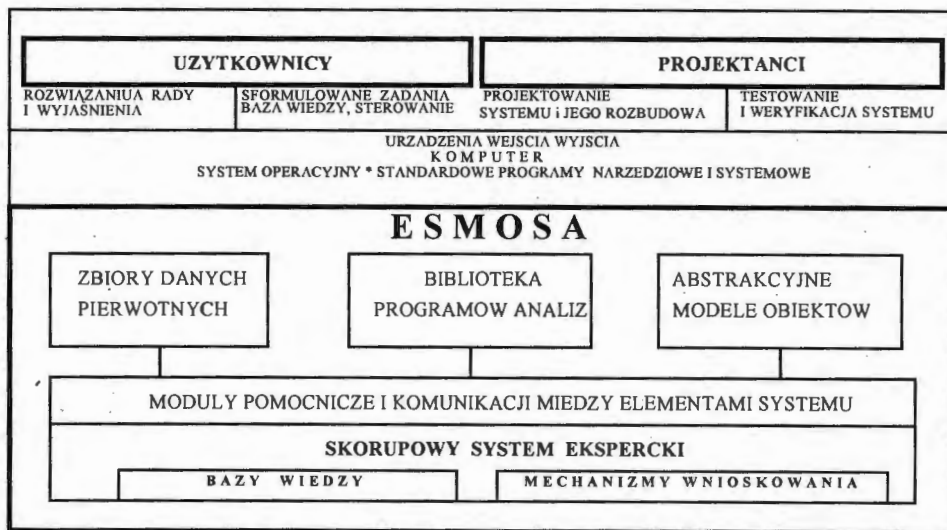 UZYTKOWNICY
PROJEKTANCI
ROZWIĄZANIUA RADY
I WYJAŚNIENIA
SFORMULOWANE ZADANIA
BAZA WIEDZY, STEROWANIE
PROJEKTOWANIE
SYSTEMU i JEGO ROZBUDOWA
TESTOWANIE
I WERYFIKACJA SYSTEMU
URZADZENIA WEJSCIA WYJSCIA
K O M P U T E R
SYSTEM OPERACYJNY * STANDARDOWE PROGRAMY NARZEDZIOWE I SYSTEMOWE
E S M O S A
ZBIORY DANYCH
PIERWOTNYCH
BIBLIOTEKA
PROGRAMOW ANALIZ
ABSTRAKCYJNE
MODELE OBIEKTOW
MODULY POMOCNICZE I KOMUNIKACJI MIEDZY ELEMENTAMI SYSTEMU
SKORUPOWY SYSTEM EKSPERCKI
BAZY WIEDZY
MECHANIZMY WNIOSKOWANIA